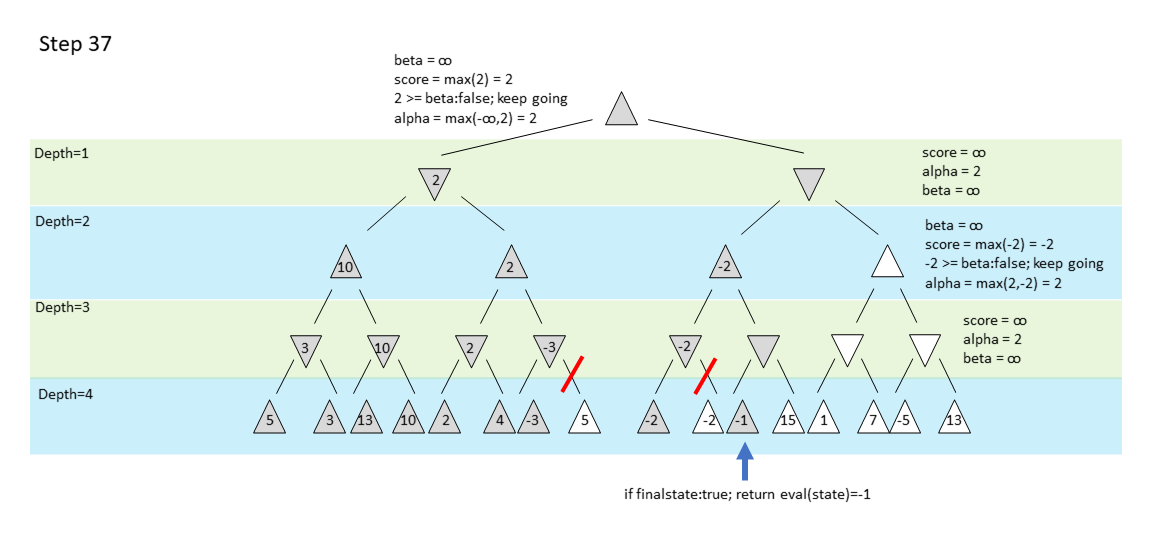 Step 37
beta = ∞
score = max(2) = 2
2 >= beta:false; keep going
alpha = max(-∞,2) = 2
Depth=1
2
score = ∞
alpha = 2
beta = ∞
Depth=2
10
2
-2
beta = ∞
score = max(-2) = -2
-2 >= beta:false; keep going
alpha = max(2,-2) = 2
Depth=3
3
10
2
-3
-2
score = ∞
alpha = 2
beta = ∞
Depth=4
5
3
13
10
2
4
-3
5
-2
-2
-1
15
1
7
-5
13
if finalstate:true; return eval(state)=-1